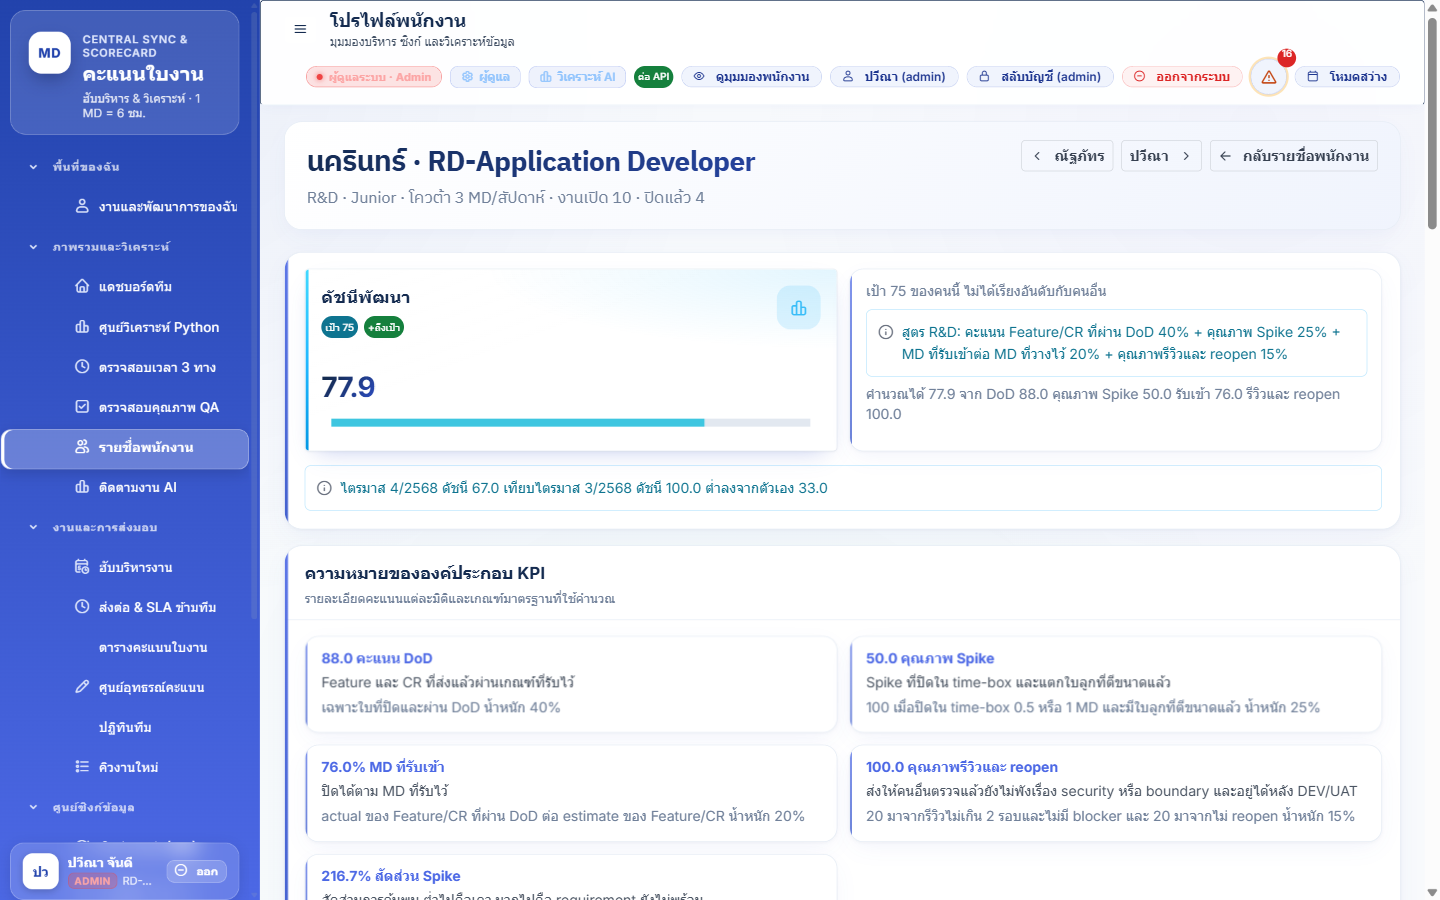 MD
CENTRAL SYNC &
SCORECARD
คะแนนใบงาน
ฮับบริหาร & วิเคราะห์ · 1
MD = 6 ชม.
พื้นที่ของฉัน
งานและพัฒนาการของฉัน
ภาพรวมและวิเคราะห์
แดชบอร์ดทีม
ศูนย์วิเคราะห์ Python
ตรวจสอบเวลา 3 ทาง
ตรวจสอบคุณภาพ QA
รายชื่อพนักงาน
ติดตามงาน AI
งานและการส่งมอบ
ฮับบริหารงาน
ส่งต่อ & SLA ข้ามทีม
ตารางคะแนนใบงาน
ศูนย์อุทธรณ์คะแนน
ปฏิทินทีม
คิวงานใหม่
ศูนย์ซิงก์ข้อมูล
ปว
ปวีณา จันดี
ADMIN RD-...
ออก
โปรไฟล์พนักงาน
มุมมองบริหาร ซิงก์ และวิเคราะห์ข้อมูล
ผู้ดูแลระบบ · Admin
ผู้ดูแล
วิเคราะห์ AI
ต่อ API
ดูมุมมองพนักงาน
ปวีณา (admin)
สลับบัญชี (admin)
ออกจากระบบ
16
โหมดสว่าง
นครินทร์ · RD-Application Developer
R&D · Junior · โควต้า 3 MD/สัปดาห์ · งานเปิด 10 · ปิดแล้ว 4
ณัฐภัทร
ปวีณา
กลับรายชื่อพนักงาน
ดัชนีพัฒนา
เป้า 75
+ถึงเป้า
77.9
เป้า 75 ของคนนี้ ไม่ได้เรียงอันดับกับคนอื่น
สูตร R&D: คะแนน Feature/CR ที่ผ่าน DoD 40% + คุณภาพ Spike 25% +
MD ที่รับเข้าต่อ MD ที่วางไว้ 20% + คุณภาพรีวิวและ reopen 15%
คำนวณได้ 77.9 จาก DoD 88.0 คุณภาพ Spike 50.0 รับเข้า 76.0 รีวิวและ reopen
100.0
ไตรมาส 4/2568 ดัชนี 67.0 เทียบไตรมาส 3/2568 ดัชนี 100.0 ต่ำลงจากตัวเอง 33.0
ความหมายขององค์ประกอบ KPI
รายละเอียดคะแนนแต่ละมิติและเกณฑ์มาตรฐานที่ใช้คำนวณ
88.0 คะแนน DoD
Feature และ CR ที่ส่งแล้วผ่านเกณฑ์ที่รับไว้
เฉพาะใบที่ปิดและผ่าน DoD น้ำหนัก 40%
50.0 คุณภาพ Spike
Spike ที่ปิดใน time-box และแตกใบลูกที่ตีขนาดแล้ว
100 เมื่อปิดใน time-box 0.5 หรือ 1 MD และมีใบลูกที่ตีขนาดแล้ว น้ำหนัก 25%
76.0% MD ที่รับเข้า
ปิดได้ตาม MD ที่รับไว้
actual ของ Feature/CR ที่ผ่าน DoD ต่อ estimate ของ Feature/CR น้ำหนัก 20%
100.0 คุณภาพรีวิวและ reopen
ส่งให้คนอื่นตรวจแล้วยังไม่พังเรื่อง security หรือ boundary และอยู่ได้หลัง DEV/UAT
20 มาจากรีวิวไม่เกิน 2 รอบและไม่มี blocker และ 20 มาจากไม่ reopen น้ำหนัก 15%
216.7% สัดส่วน Spike